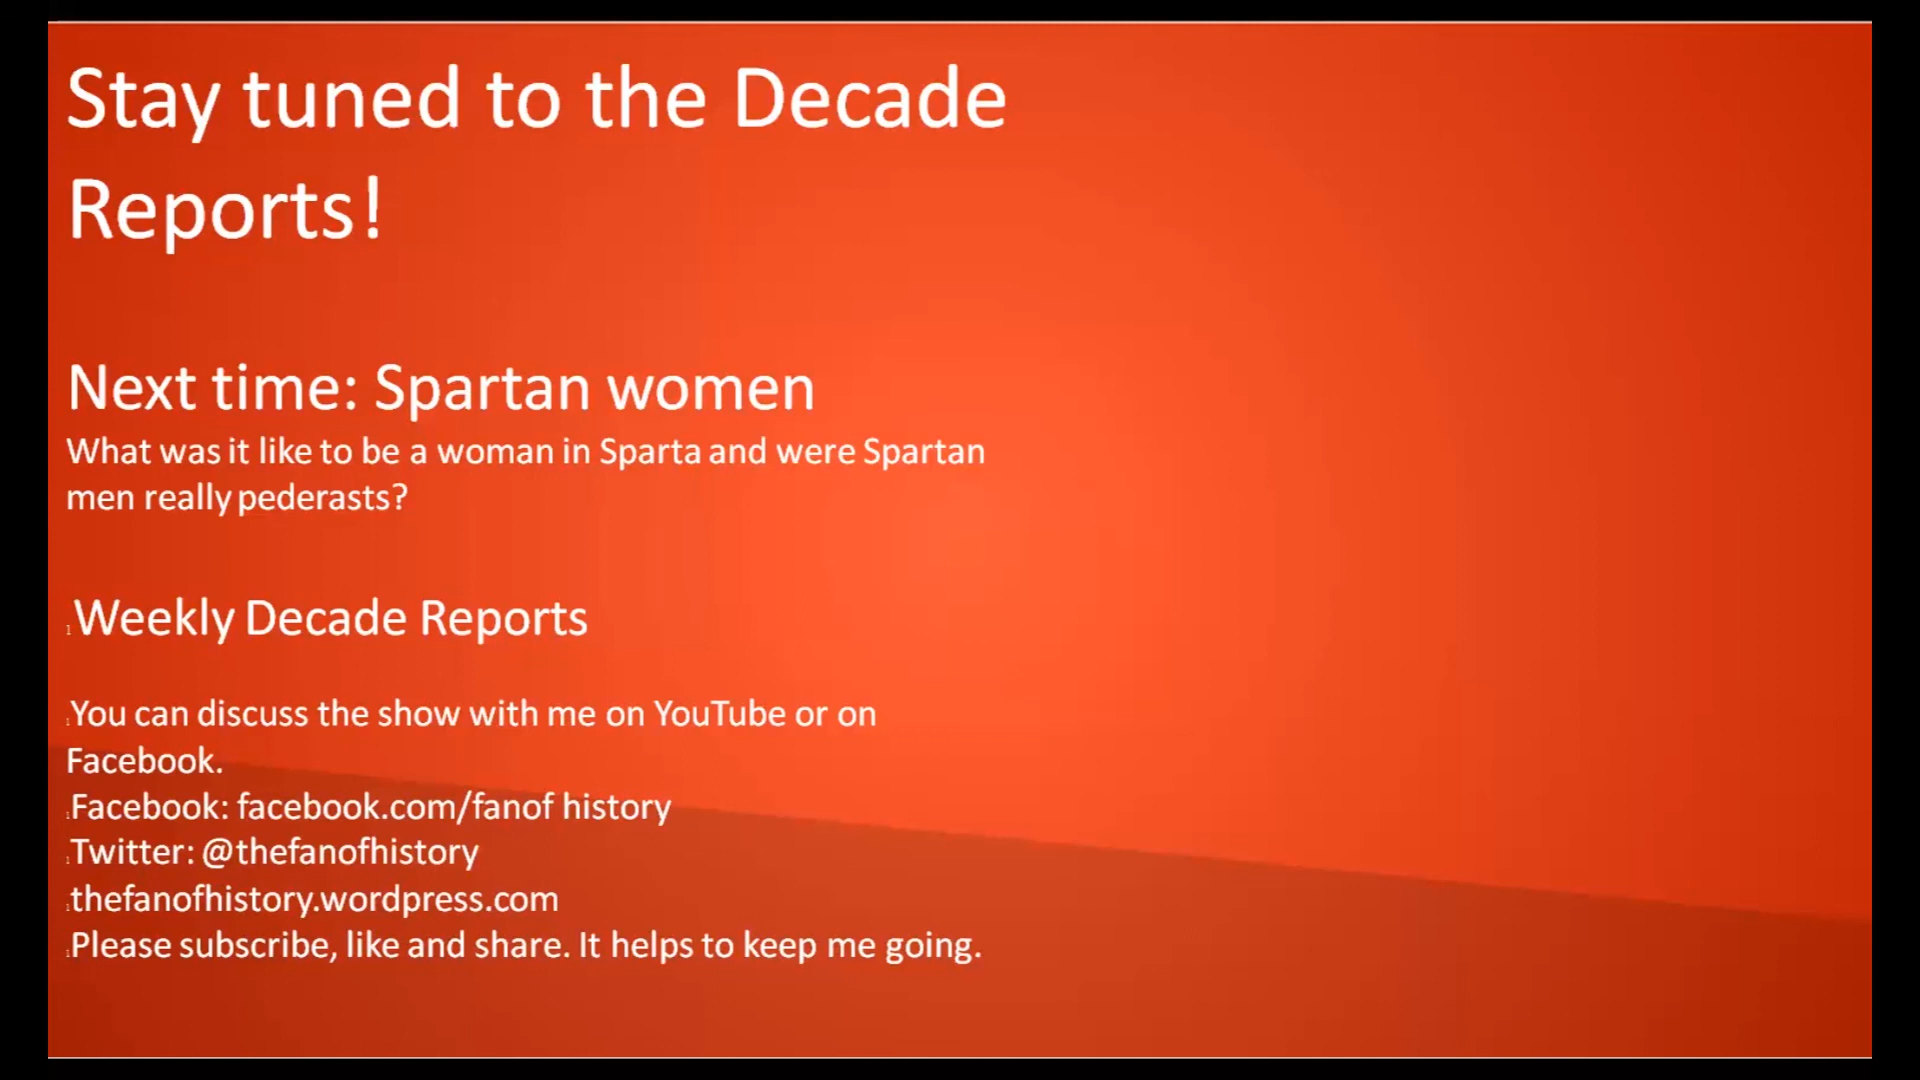 Stay tuned to the Decade
Reports!
Next time: Spartan women
What was it like to be a woman in Sparta and were Spartan
men really pederasts?
Weekly Decade Reports
You can discuss the show with me on YouTube or on
Facebook.
Facebook: facebook.com/fanof history
Twitter: @thefanofhistory
thefanofhistory.wordpress.com
Please subscribe, like and share. It helps to keep me going.